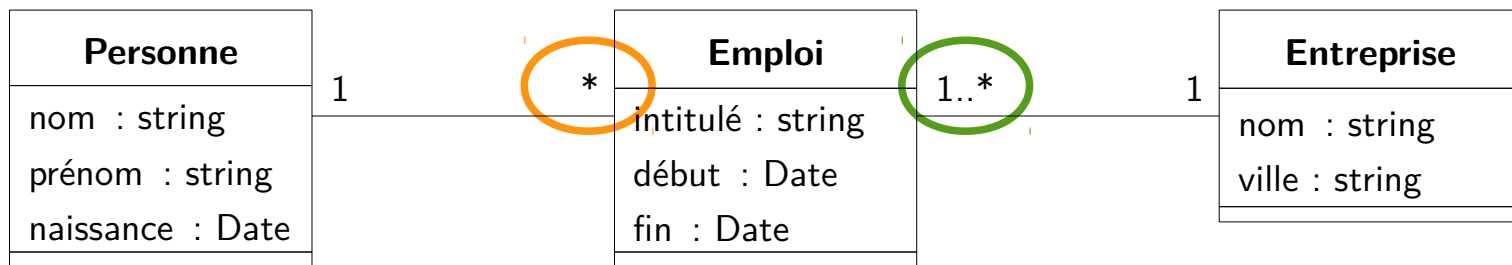 Personne
nom : string
prénom : string
naissance : Date
1
*
Emploi
intitulé : string
début : Date
fin : Date
1..*
1
Entreprise
nom : string
ville : string